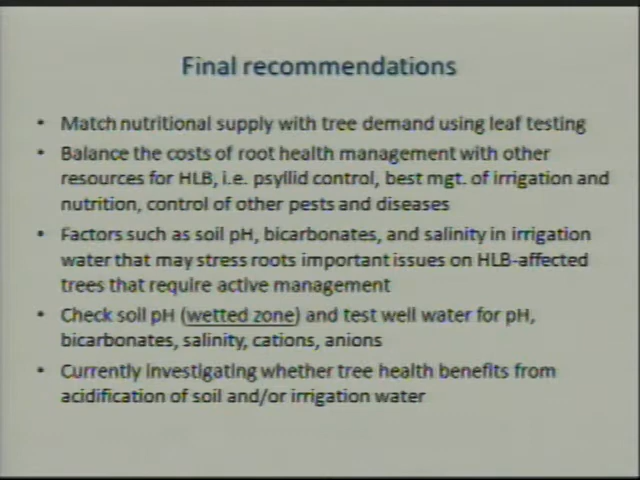 Final recommendations
• Match nutritional supply with tree demand using leaf testing
• Balance the costs of root health management with other
resources for HLB, i.e. psyllid control, best mgt. of irrigation and
nutrition, control of other pests and diseases
• Factors such as soil pH, bicarbonates, and salinity in irrigation
water that may stress roots important issues on HLB-affected
trees that require active management
• Check soil pH (wetted zone) and test well water for pH,
bicarbonates, salinity, cations, anions
• Currently investigating whether tree health benefits from
acidification of soil and/or irrigation water